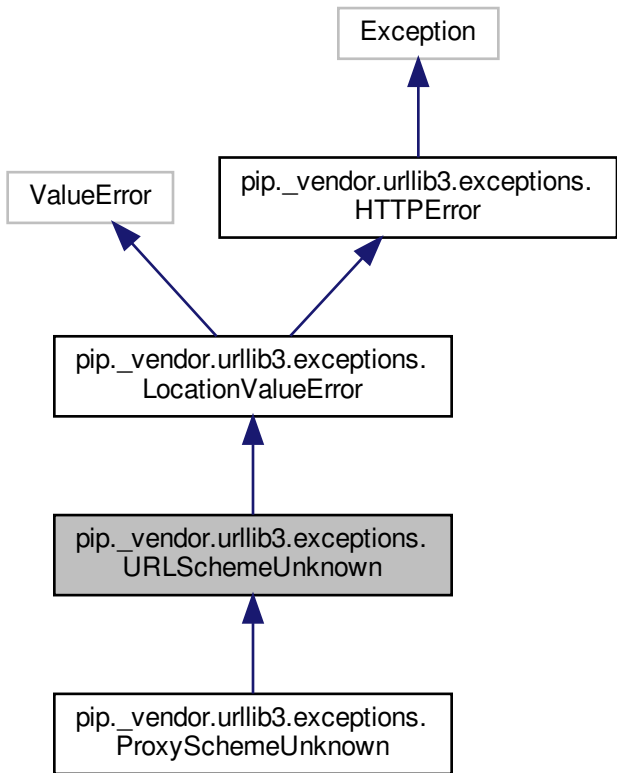 Exception
pip._vendor.urllib3.exceptions.
HTTPError
ValueError
pip._vendor.urllib3.exceptions.
LocationValueError
pip._vendor.urllib3.exceptions.
URLSchemeUnknown
pip._vendor.urllib3.exceptions.
ProxySchemeUnknown